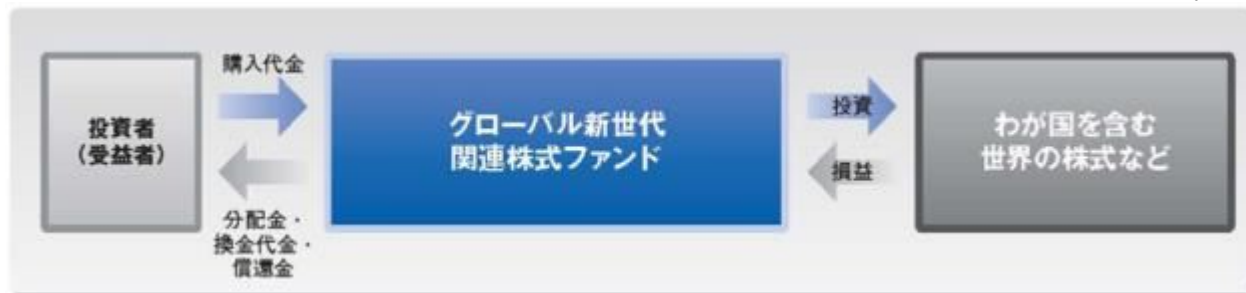 投資者
(受益者)
購入代金
分配金・
換金代金・
償還金
グローバル新世代
関連株式ファンド
投資
損益
わが国を含む
世界の株式など